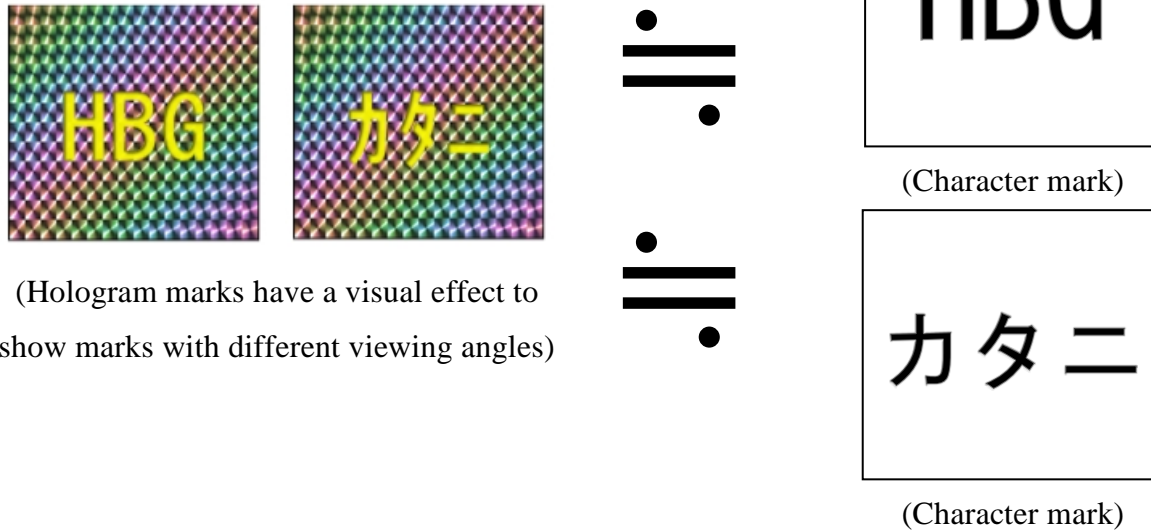 HBG
カタニ
≒
HBG
(Character mark)
(Hologram marks have a visual effect to
show marks with different viewing angles)
≒
カタニ
(Character mark)